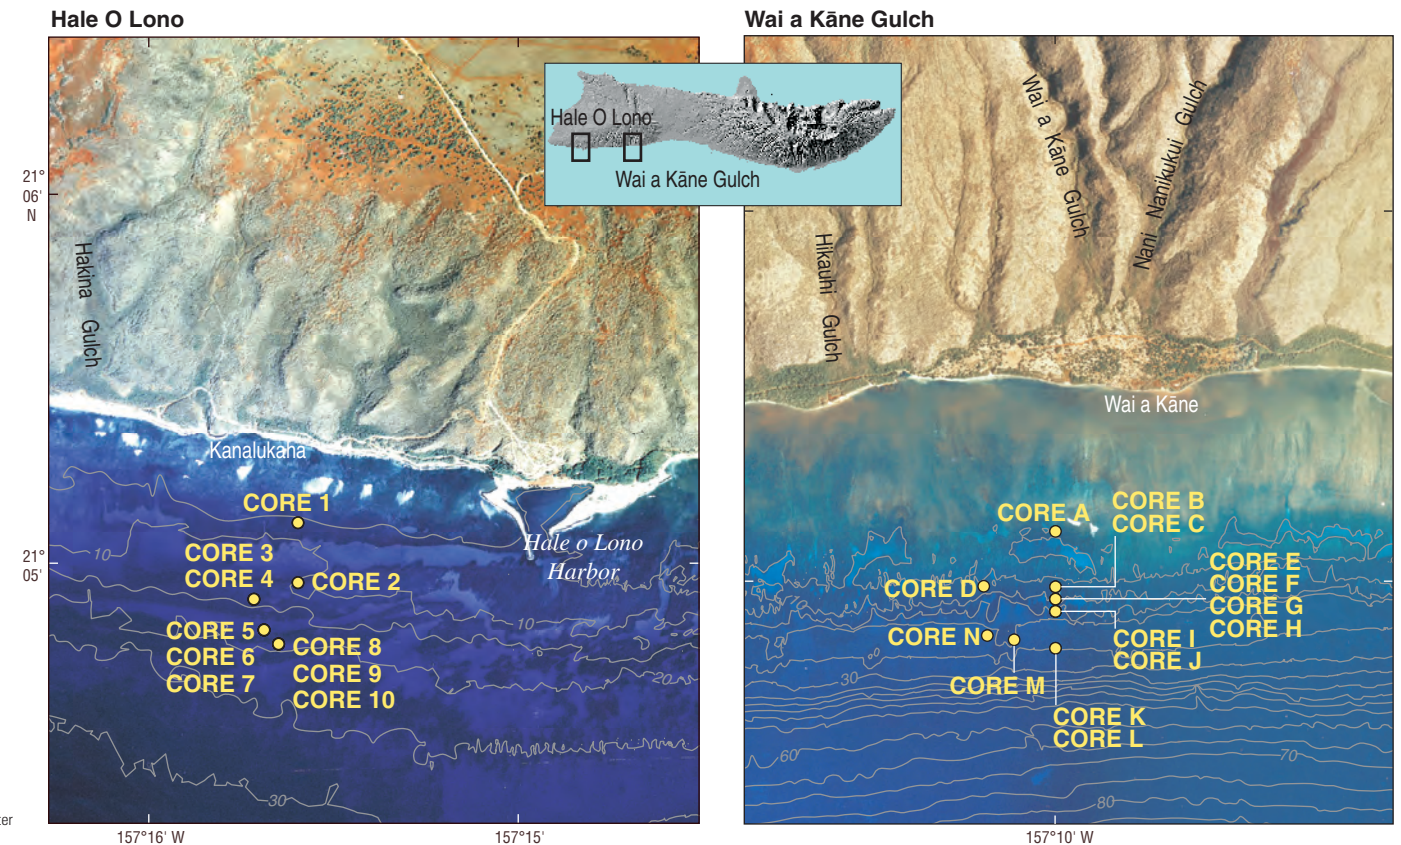 Hale O Lono
Wai a Kāne Gulch
Hale O Lono
Wai a Kāne Gulch
21°
06'
N
21°
05'
Hakina Gulch
Kanalukaha
CORE 1
10
CORE 3
CORE 4
CORE 2
CORE 5
CORE 6
CORE 7
10
CORE 8
CORE 9
CORE 10
20
30
Hale o Lono
Harbor
157°16' W
157°15'
ter
Wai a Kāne Gulch
Nani Nanikukui Gulch
Hikauhi Gulch
Wai a Kāne
CORE A
CORE B
CORE C
CORE D
CORE E
CORE F
CORE G
CORE H
CORE N
CORE I
CORE J
CORE M
CORE K
CORE L
30
60
70
80
157°10' W